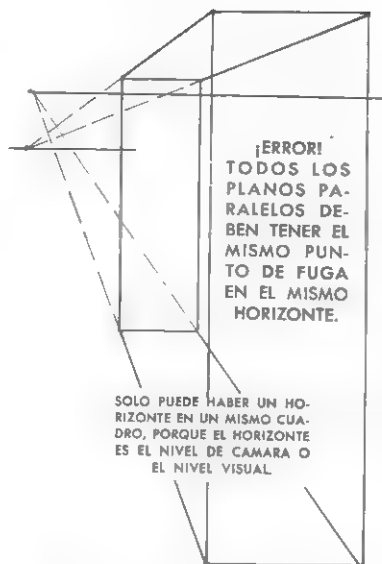 ¡ERROR!
TODOS LOS
PLANOS PA-
RALELOS DE-
BEN TENER EL
MISMO PUN-
TO DE FUGA
EN EL MISMO
HORIZONTE.
SOLO PUEDE HABER UN HO-
RIZONTE EN UN MISMO CUA-
DRO, PORQUE EL HORIZONTE
ES EL NIVEL DE CAMARA O
EL NIVEL VISUAL